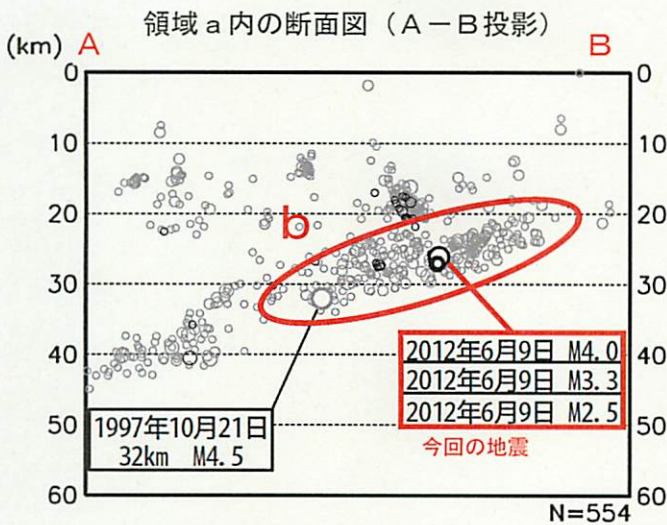 領域a内の断面図（A－B投影）
(km) A B
0 0
10 10
20 20
b
30 30
2012年6月9日 M4.0
40 40
2012年6月9日 M3.3
2012年6月9日 M2.5
1997年10月21日
32km M4.5
50 50
今回の地震
60 60
N=554